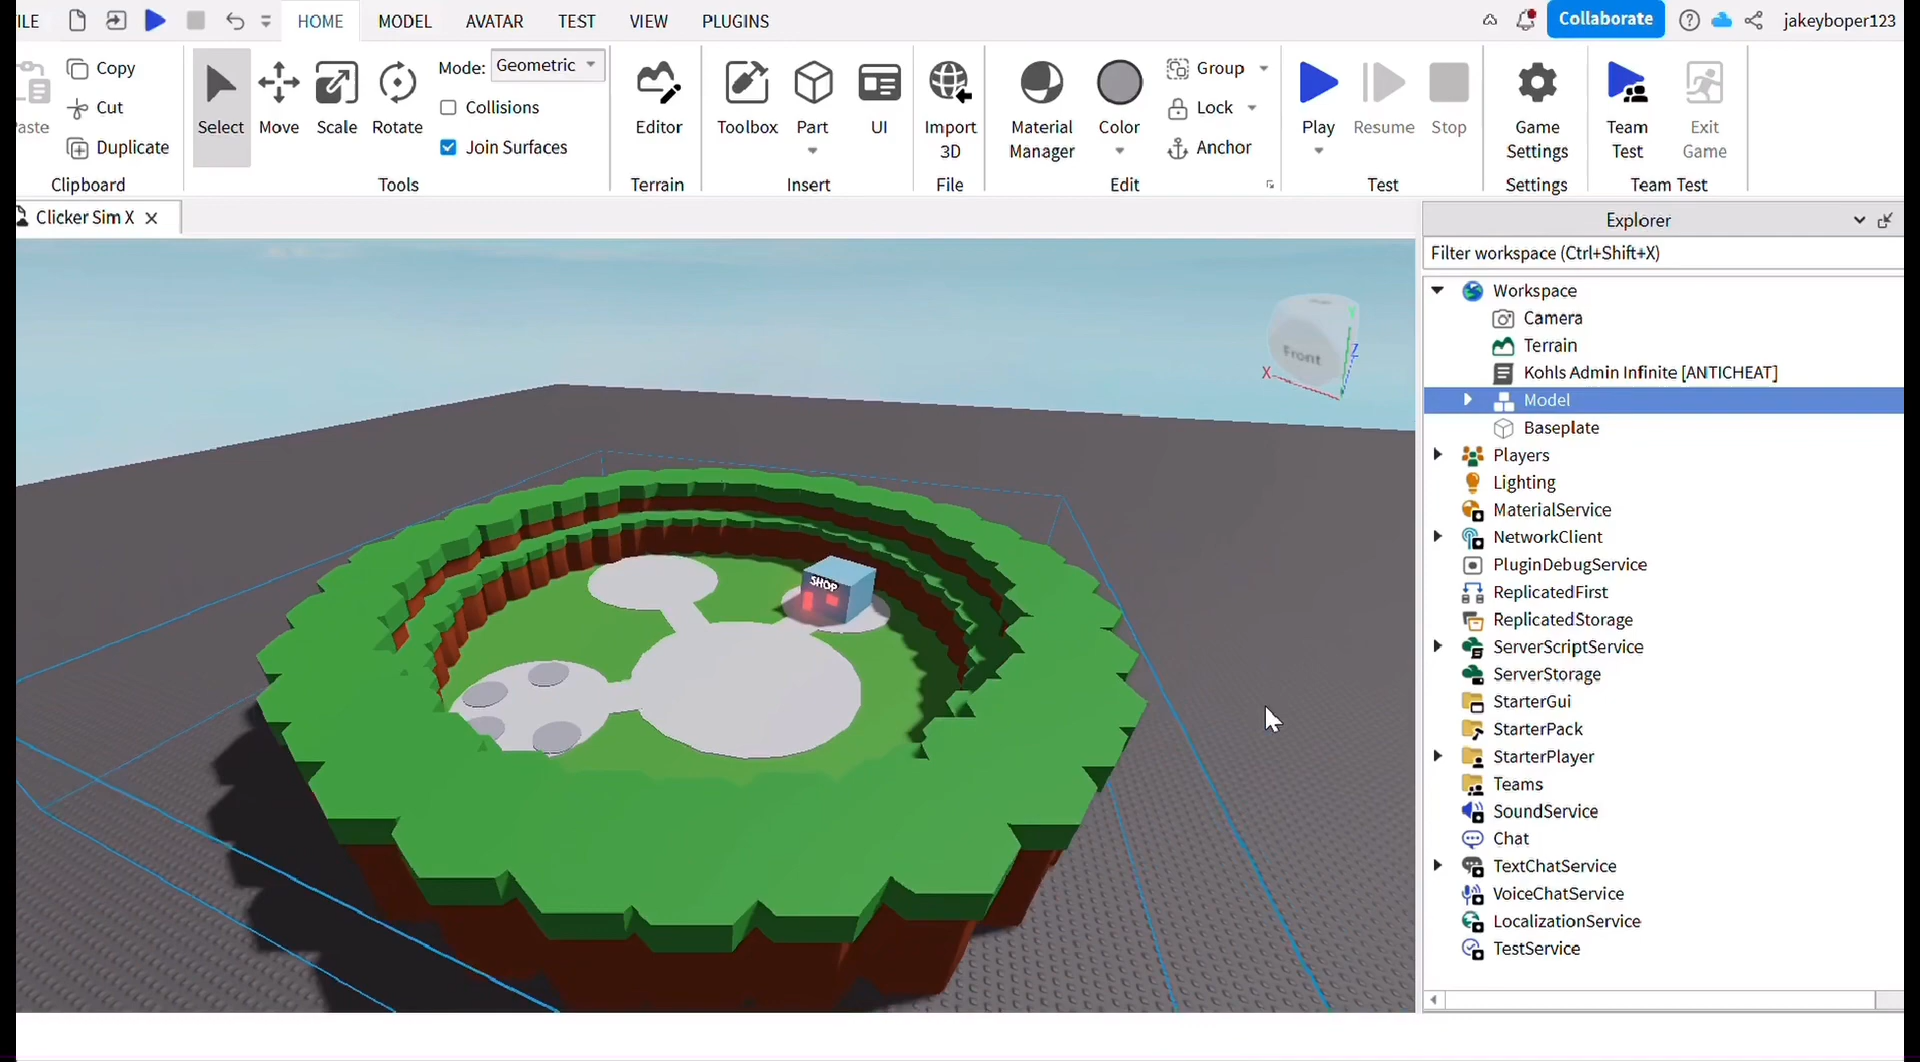 ILE HOME MODEL AVATAR TEST VIEW PLUGINS Collaborate jakeyboper123
Copy
Cut
Duplicate
aste
Clipboard
Select Move Scale Rotate
Mode: Geometric
Collisions
Join Surfaces
Tools
Editor
Terrain
Toolbox Part UI
Insert
Import
3D
File
Material
Manager
Color
Group
Lock
Anchor
Edit
Play Resume Stop
Test
Game
Settings
Settings
Team
Test
Exit
Game
Team Test
Clicker Sim X
SHOP
Front
X
Y
Z
Explorer
Filter workspace (Ctrl+Shift+X)
Workspace
Camera
Terrain
Kohls Admin Infinite [ANTICHEAT]
Model
Baseplate
Players
Lighting
MaterialService
NetworkClient
PluginDebugService
ReplicatedFirst
ReplicatedStorage
ServerScriptService
ServerStorage
StarterGui
StarterPack
StarterPlayer
Teams
SoundService
Chat
TextChatService
VoiceChatService
LocalizationService
TestService